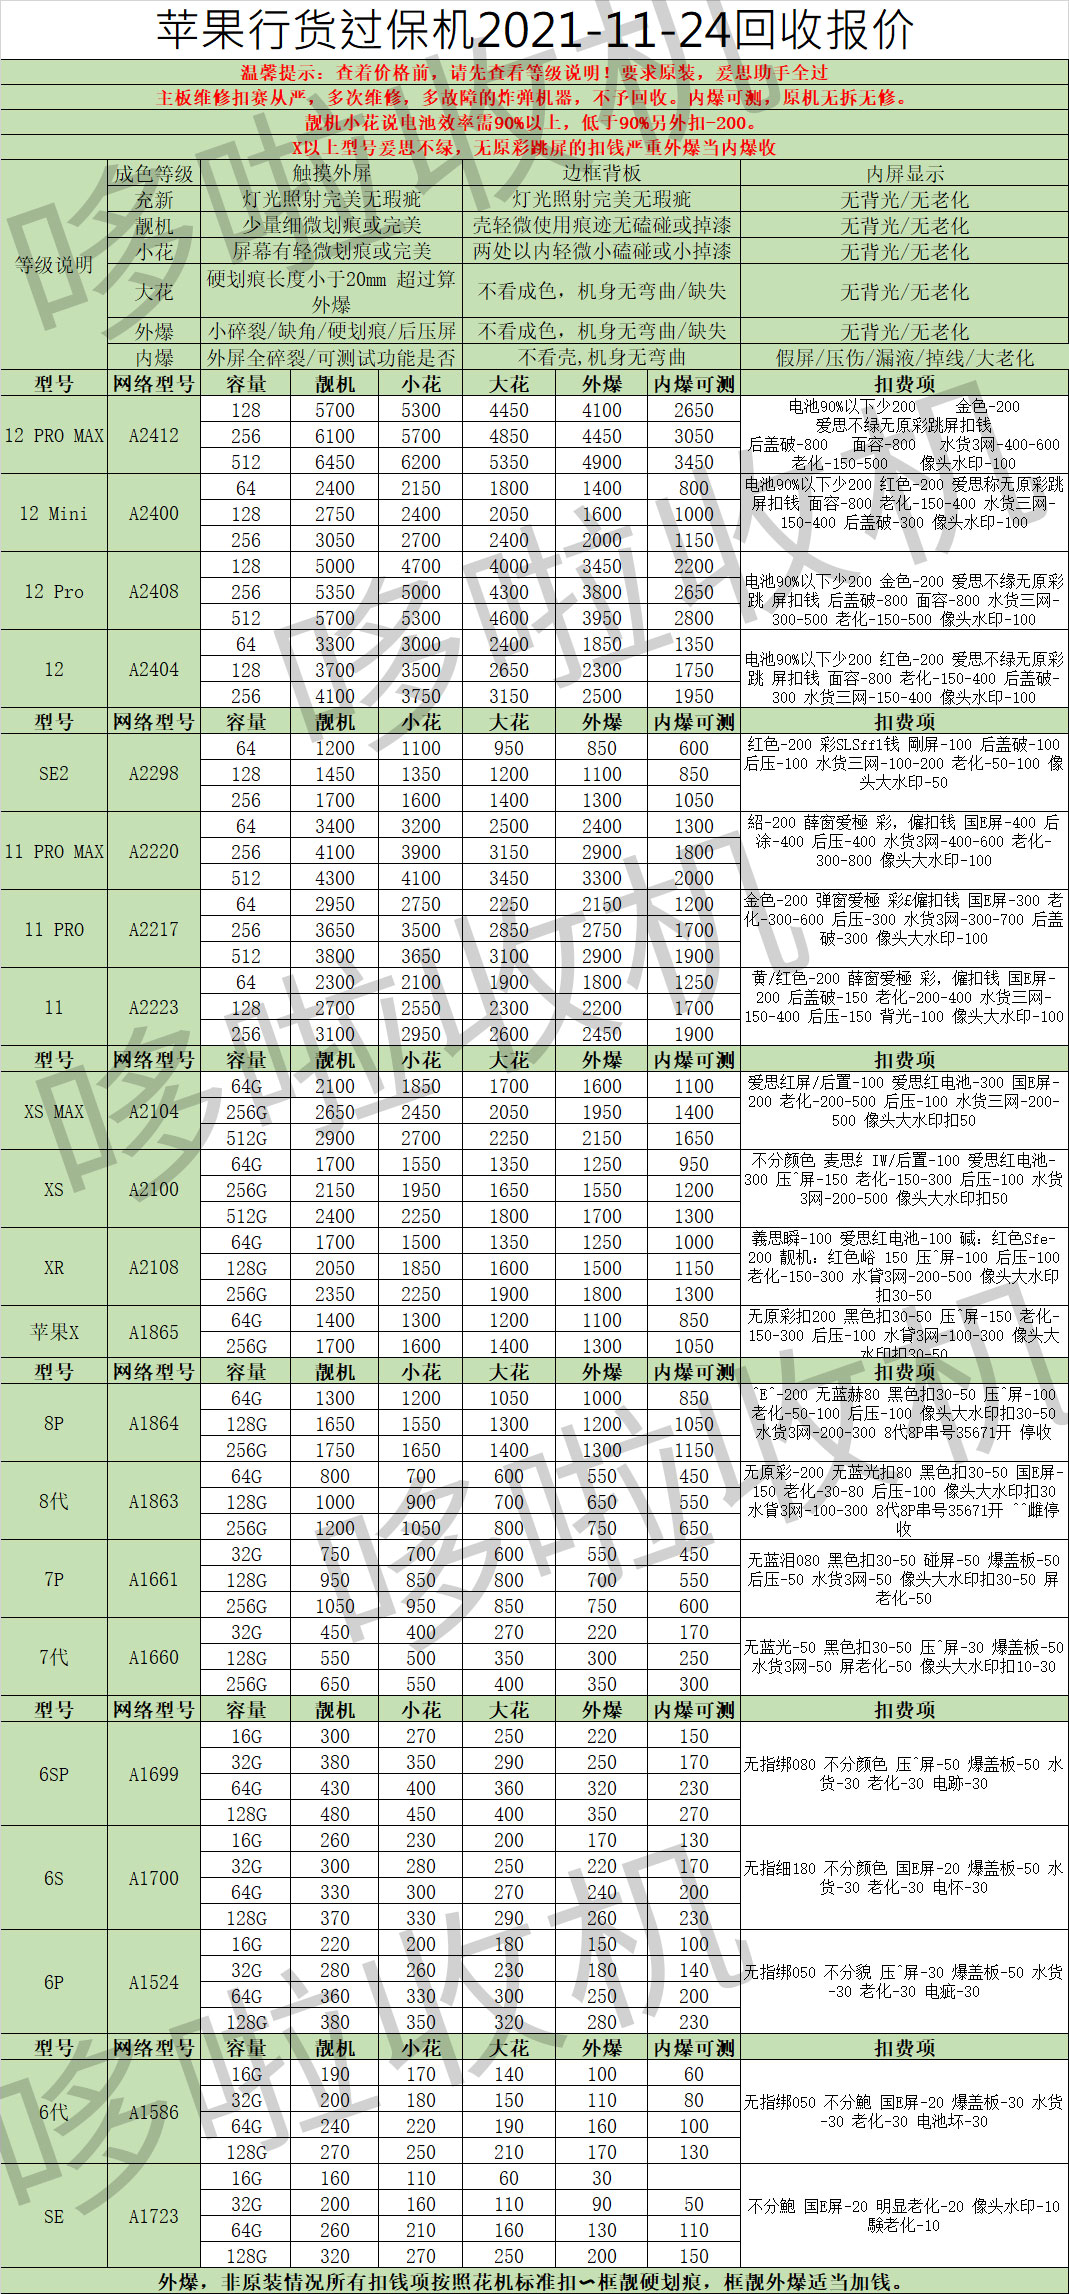 苹果行货过保机2021-11-24回收报价
温馨提示：查着价格前，请先查看等级说明！要求原装，爰思助手全过
主板维修扣赛从严，多次维修，多故障的炸弹机器，不予回收。内爆可测，原机无拆无修。
靓机小花说电池效率需90%以上，低于90%另外扣-200。
X以上型号爰思不绿，无原彩跳屏的扣钱严重外爆当内爆收
等级说明 成色等级 触摸外屏 边框背板 内屏显示
充新 灯光照射完美无瑕疵 灯光照射完美无瑕疵 无背光/无老化
靓机 少量细微划痕或完美 壳轻微使用痕迹无磕碰或掉漆 无背光/无老化
小花 屏幕有轻微划痕或完美 两处以内轻微小磕碰或小掉漆 无背光/无老化
大花 硬划痕长度小于20mm 超过算外爆 不看成色，机身无弯曲/缺失 无背光/无老化
外爆 小碎裂/缺角/硬划痕/后压屏 不看成色，机身无弯曲/缺失 无背光/无老化
内爆 外屏全碎裂/可测试功能是否 不看壳,机身无弯曲 假屏/压伤/漏液/掉线/大老化
型号 网络型号 容量 靓机 小花 大花 外爆 内爆可测 扣费项
12 PRO MAX A2412
128 5700 5300 4450 4100 2650
256 6100 5700 4850 4450 3050
512 6450 6200 5350 4900 3450
电池90%以下少200 金色-200
爰思不绿无原彩跳屏扣钱
后盖破-800 面容-800 水货3网-400-600
老化-150-500 像头水印-100
12 Mini A2400
64 2400 2150 1800 1400 800
128 2750 2400 2050 1600 1000
256 3050 2700 2400 2000 1150
电池90%以下少200 红色-200 爱思称无原彩跳
屏扣钱 面容-800 老化-150-400 水货三网-
150-400 后盖破-300 像头水印-100
12 Pro A2408
128 5000 4700 4000 3450 2200
256 5350 5000 4300 3800 2650
512 5700 5300 4600 3950 2800
电池90%以下少200 金色-200 爱思不缘无原彩
跳 屏扣钱 后盖破-800 面容-800 水货三网-
300-500 老化-150-500 像头水印-100
12 A2404
64 3300 3000 2400 1850 1350
128 3700 3500 2650 2300 1750
256 4100 3750 3150 2500 1950
电池90%以下少200 红色-200 爱思不绿无原彩
跳 屏扣钱 面容-800 老化-150-400 后盖破-
300 水货三网-150-400 像头水印-100
型号 网络型号 容量 靓机 小花 大花 外爆 内爆可测 扣费项
SE2 A2298
64 1200 1100 950 850 600
128 1450 1350 1200 1100 850
256 1700 1600 1400 1300 1050
红色-200 彩SLSffl钱 剛屏-100 后盖破-100
后压-100 水货三网-100-200 老化-50-100 像
头大水印-50
11 PRO MAX A2220
64 3400 3200 2500 2400 1300
256 4100 3900 3150 2900 1800
512 4300 4100 3450 3300 2000
紹-200 薛窗爱極 彩，僱扣钱 国E屏-400 后
涂-400 后压-400 水货3网-400-600 老化-
300-800 像头大水印-100
11 PRO A2217
64 2950 2750 2250 2150 1200
256 3650 3500 2850 2750 1700
512 3800 3650 3100 2900 1900
金色-200 弹窗爱極 彩£僱扣钱 国E屏-300 老
化-300-600 后压-300 水货3网-300-700 后盖
破-300 像头大水印-100
11 A2223
64 2300 2100 1900 1800 1250
128 2700 2550 2300 2200 1700
256 3100 2950 2600 2450 1900
黄/红色-200 薛窗爱極 彩，僱扣钱 国E屏-
200 后盖破-150 老化-200-400 水货三网-
150-400 后压-150 背光-100 像头大水印-100
型号 网络型号 容量 靓机 小花 大花 外爆 内爆可测 扣费项
XS MAX A2104
64G 2100 1850 1700 1600 1100
256G 2650 2450 2050 1950 1400
512G 2900 2700 2250 2150 1650
爱思红屏/后置-100 爱思红电池-300 国E屏-
200 老化-200-500 后压-100 水货三网-200-
500 像头大水印扣50
XS A2100
64G 1700 1550 1350 1250 950
256G 2150 1950 1650 1550 1200
512G 2400 2250 1800 1700 1300
不分颜色 麦思纟IW/后置-100 爱思红电池-
300 压^屏-150 老化-150-300 后压-100 水货
3网-200-500 像头大水印扣50
XR A2108
64G 1700 1500 1350 1250 1000
128G 2050 1850 1600 1500 1150
256G 2350 2250 1900 1800 1300
義思瞬-100 爱思红电池-100 碱：红色Sfe-
200 靓机：红色峪 150 压^屏-100 后压-100
老化-150-300 水貸3网-200-500 像头大水印
扣30-50
苹果X A1865
64G 1400 1300 1200 1100 850
256G 1700 1600 1400 1300 1050
无原彩扣200 黑色扣30-50 压^屏-150 老化-
150-300 后压-100 水貸3网-100-300 像头大
水印扣30-50
型号 网络型号 容量 靓机 小花 大花 外爆 内爆可测 扣费项
8P A1864
64G 1300 1200 1050 1000 850
128G 1650 1550 1300 1200 1050
256G 1750 1650 1400 1300 1150
^E^-200 无蓝赫80 黑色扣30-50 压^屏-100
老化-50-100 后压-100 像头大水印扣30-50
水货3网-200-300 8代8P串号35671开 停收
8代 A1863
64G 800 700 600 550 450
128G 1000 900 700 650 550
256G 1200 1050 800 750 650
无原彩-200 无蓝光扣80 黑色扣30-50 国E屏-
150 老化-30-80 后压-100 像头大水印扣30
水貸3网-100-300 8代8P串号35671开 ^^雌停
收
7P A1661
32G 750 700 600 550 450
128G 950 850 800 700 550
256G 1050 950 850 750 600
无蓝泪080 黑色扣30-50 碰屏-50 爆盖板-50
后压-50 水货3网-50 像头大水印扣30-50 屏
老化-50
7代 A1660
32G 450 400 270 220 170
128G 550 500 350 300 250
256G 650 550 400 350 300
无蓝光-50 黑色扣30-50 压^屏-30 爆盖板-50
水货3网-50 屏老化-50 像头大水印扣10-30
型号 网络型号 容量 靓机 小花 大花 外爆 内爆可测 扣费项
6SP A1699
16G 300 270 250 220 150
32G 380 350 290 250 170
64G 430 400 360 320 230
128G 480 450 400 350 270
无指绑080 不分颜色 压^屏-50 爆盖板-50 水
货-30 老化-30 电跡-30
6S A1700
16G 260 230 200 170 130
32G 300 280 250 220 170
64G 330 300 270 240 200
128G 370 330 290 260 230
无指细180 不分颜色 国E屏-20 爆盖板-50 水
货-30 老化-30 电怀-30
6P A1524
16G 220 200 180 150 100
32G 280 260 230 180 140
64G 360 330 300 250 200
128G 380 350 320 280 230
无指绑050 不分貌 压^屏-30 爆盖板-50 水货
-30 老化-30 电疵-30
型号 网络型号 容量 靓机 小花 大花 外爆 内爆可测 扣费项
6代 A1586
16G 190 170 140 100 60
32G 200 180 150 110 80
64G 240 220 190 160 100
128G 270 250 210 170 130
无指绑050 不分鲍 国E屏-20 爆盖板-30 水货
-30 老化-30 电池坏-30
SE A1723
16G 160 110 60 30
32G 200 160 110 90 50
64G 260 210 160 130 110
128G 320 270 250 200 150
不分鲍 国E屏-20 明显老化-20 像头水印-10
験老化-10
外爆，非原装情况所有扣钱项按照花机标准扣～框靓硬划痕，框靓外爆适当加钱。
哆啦收机
哆啦收机
哆啦收机
哆啦收机
哆啦收机